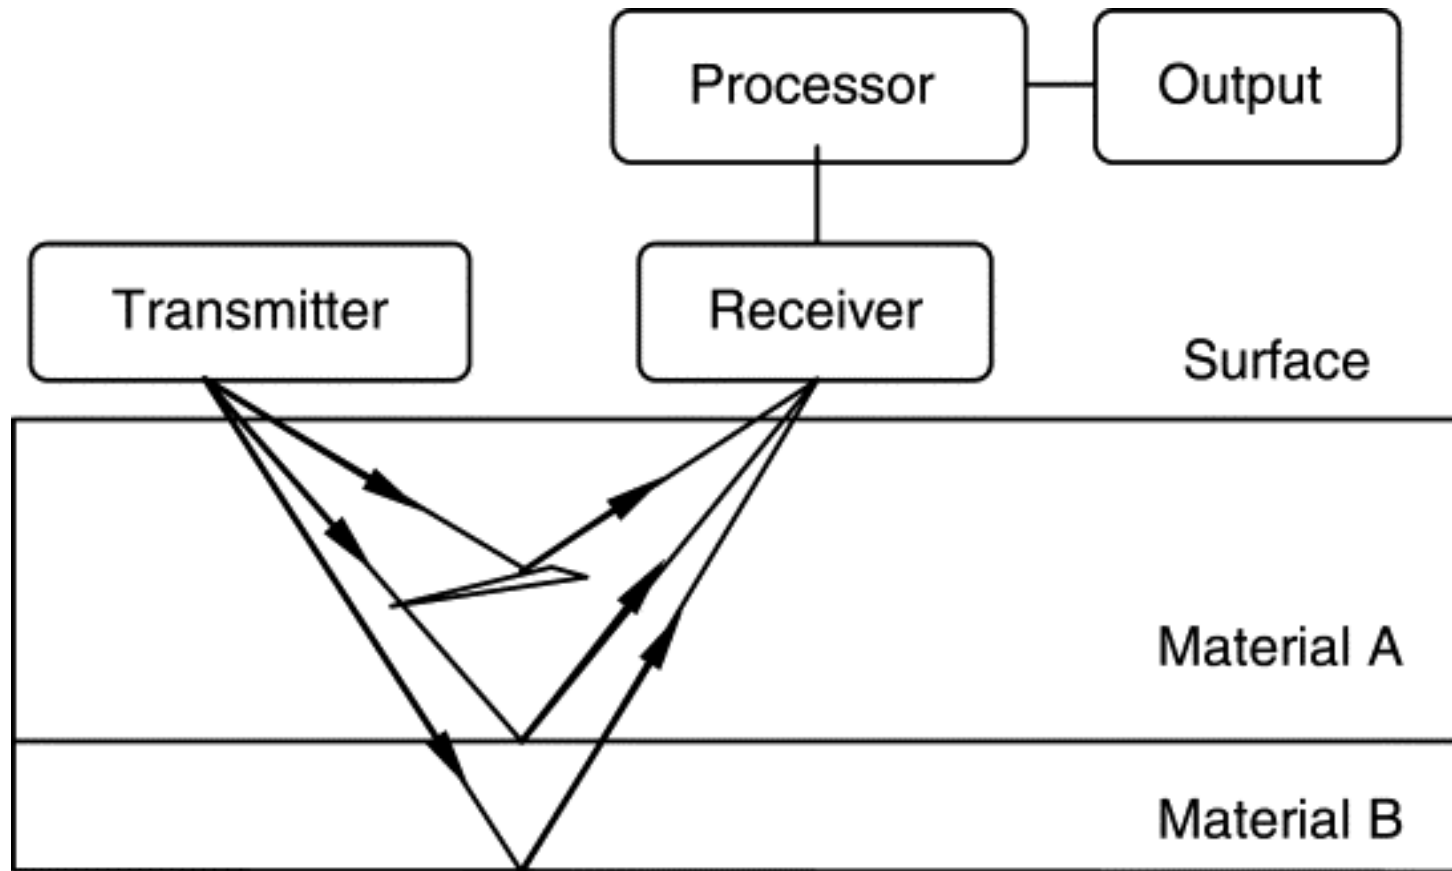 Processor
Output
Transmitter
Receiver
Surface
Material A
Material B